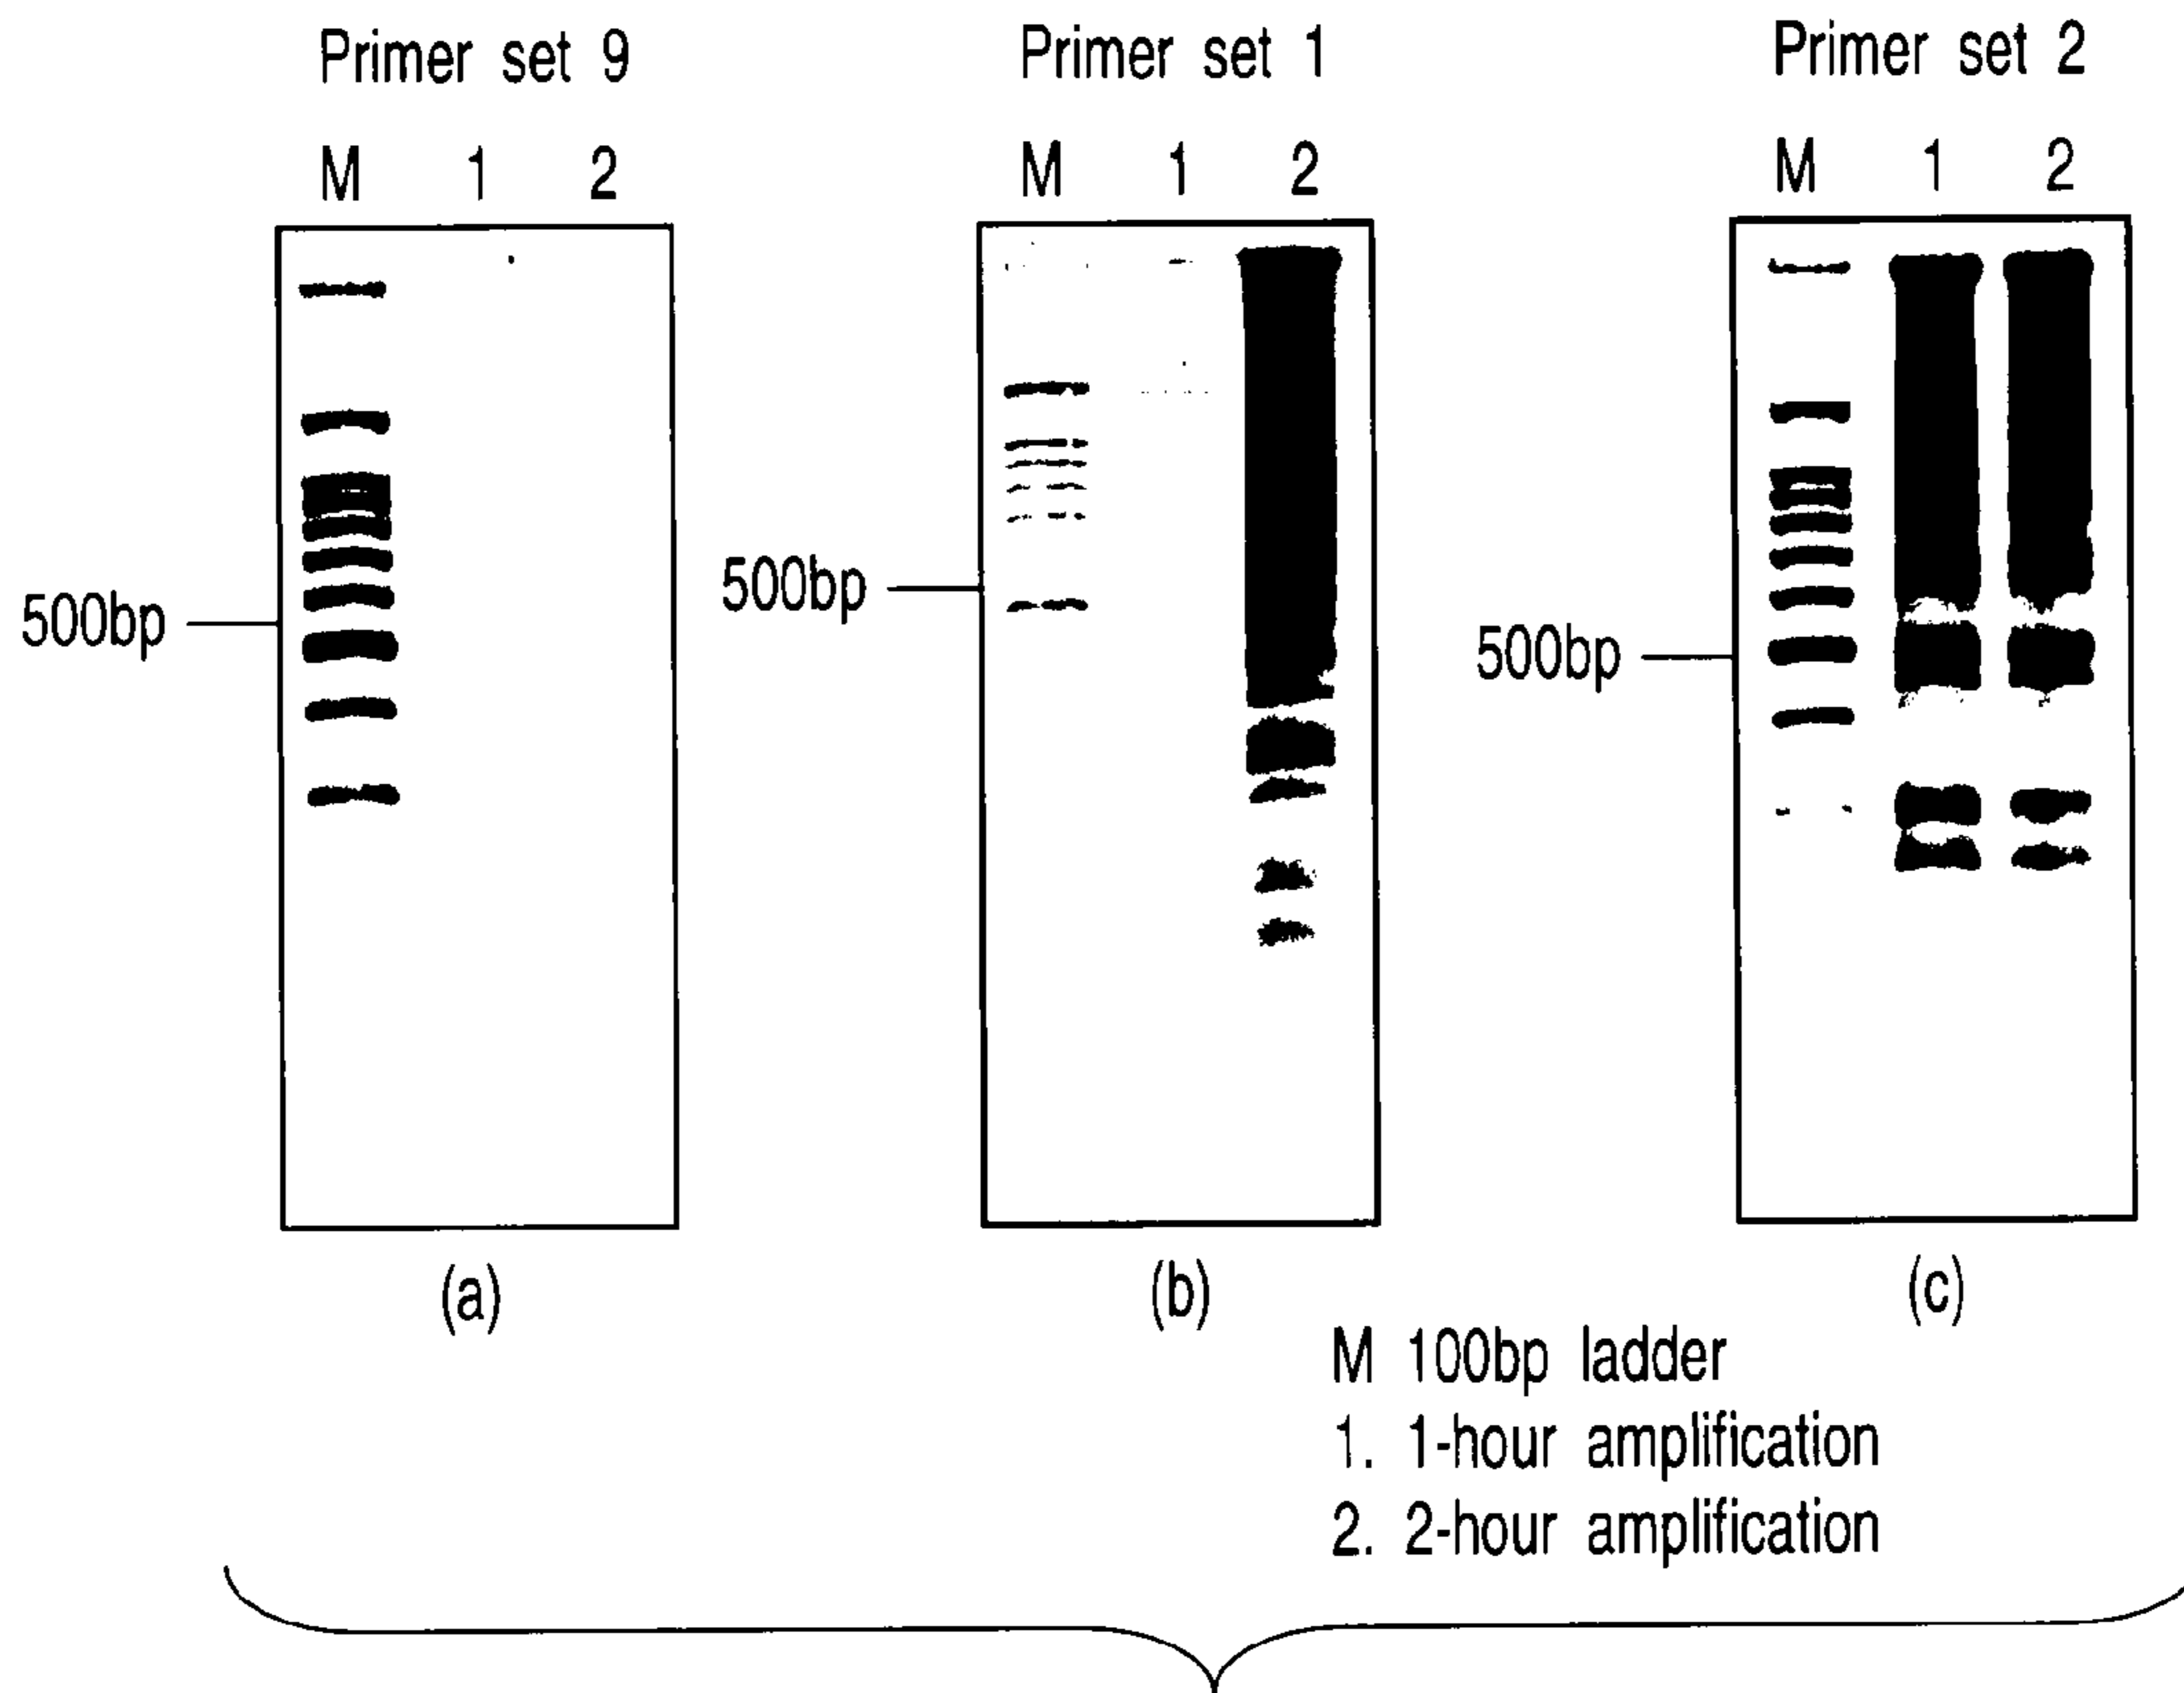 Primer set 9
Primer set 1
Primer set 2
M 1 2
M 1 2
M 1 2
500bp
500bp
500bp
(a)
(b)
(c)
M 100bp ladder
1. 1-hour amplification
2. 2-hour amplification